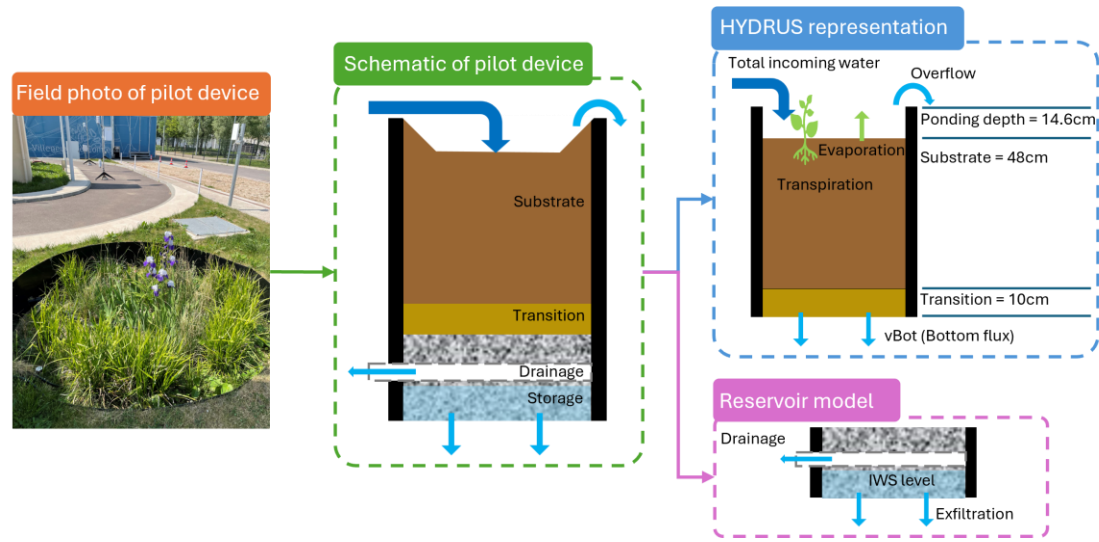 Field photo of pilot device
Schematic of pilot device
Substrate
Transition
Drainage
Storage
HYDRUS representation
Total incoming water
Overflow
Ponding depth = 14.6cm
Evaporation
Substrate = 48cm
Transpiration
Transition = 10cm
vBot (Bottom flux)
Reservoir model
Drainage
IWS level
Exfiltration